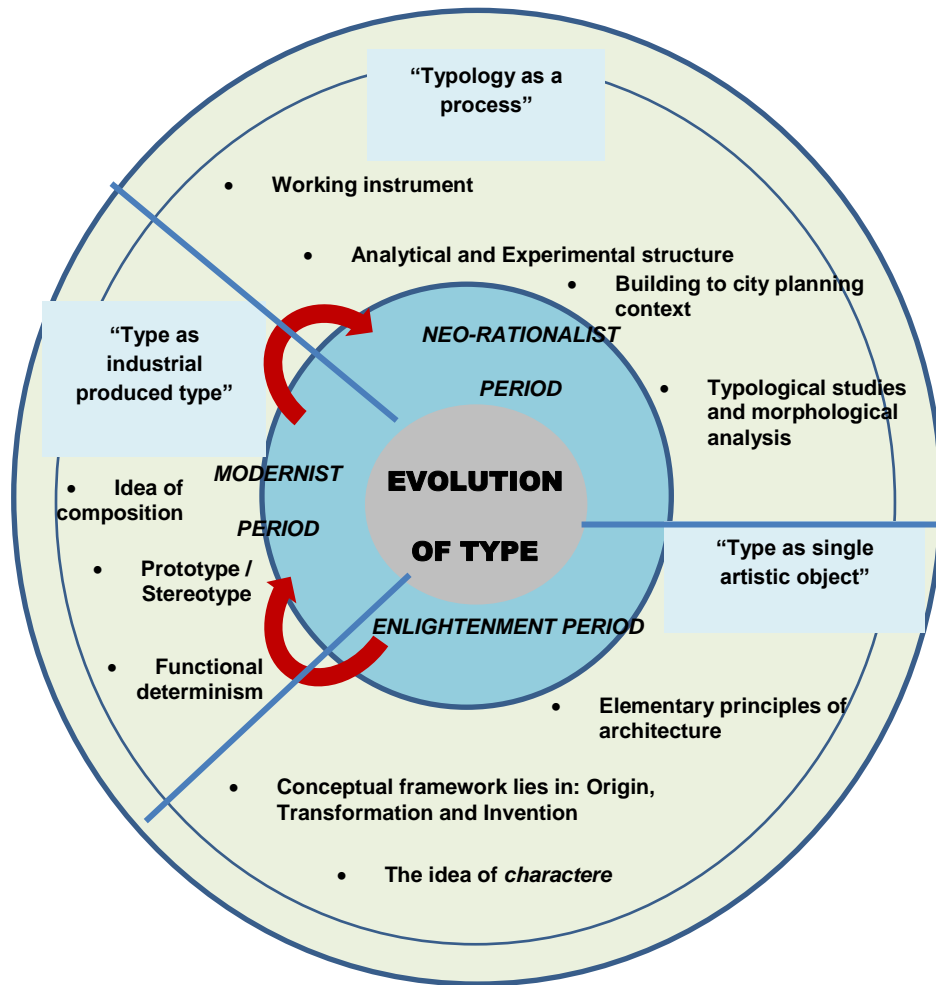 “Typology as a
process”
• Working instrument
• Analytical and Experimental structure
• Building to city planning
context
• Typological studies
and morphological
analysis
NEO-RATIONALIST
PERIOD
“Type as
industrial
produced type”
MODERNIST
PERIOD
• Idea of
composition
• Prototype /
Stereotype
• Functional
determinism
EVOLUTION
OF TYPE
“Type as single
artistic object”
ENLIGHTENMENT PERIOD
• Elementary principles of
architecture
• Conceptual framework lies in: Origin,
Transformation and Invention
• The idea of charactere